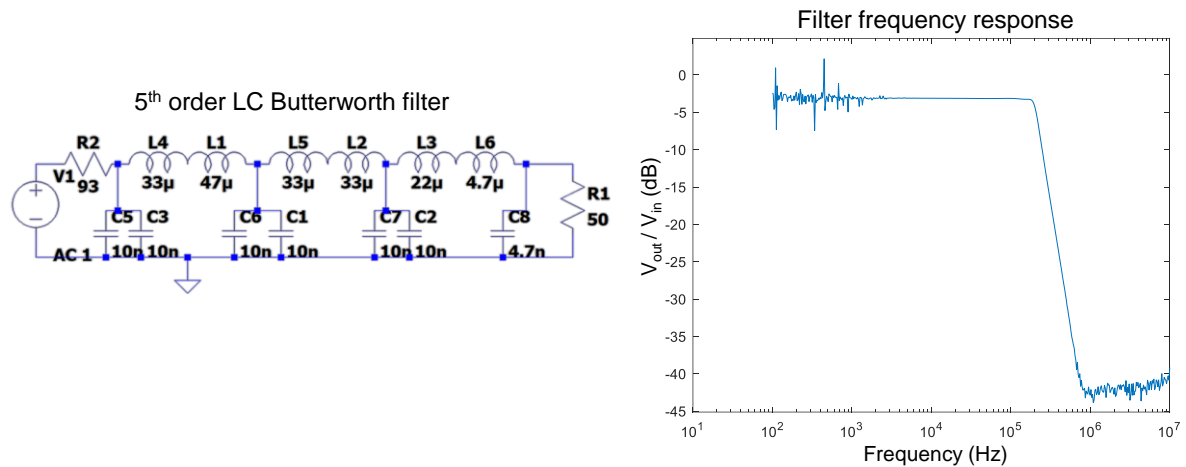 5th order LC Butterworth filter
R2 L4 L1 L5 L2 L3 L6
V1 93 33µ 47µ 33µ 33µ 22µ 4.7µ R1
50
C5 C3 C6 C1 C7 C2 C8
AC 1 10n 10n 10n 10n 10n 10n 4.7n
Filter frequency response
0
-5
-10
-15
-20
-25
-30
-35
-40
-45
Vout / Vin (dB)
10^1 10^2 10^3 10^4 10^5 10^6 10^7
Frequency (Hz)